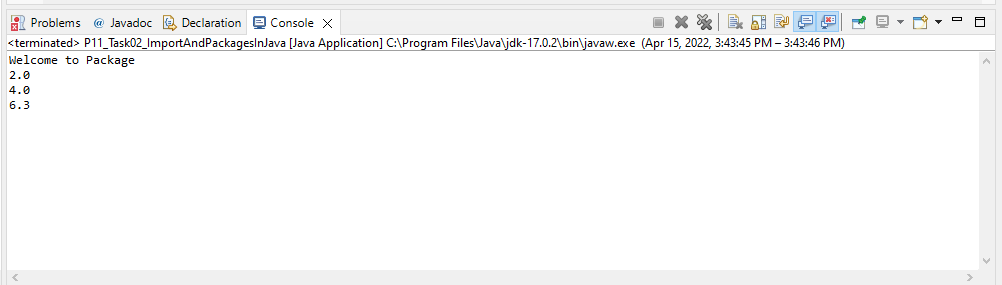 Problems @ Javadoc Declaration Console
<terminated> P11_Task02_ImportAndPackagesInJava [Java Application] C:\Program Files\Java\jdk-17.0.2\bin\javaw.exe (Apr 15, 2022, 3:43:45 PM – 3:43:46 PM)
Welcome to Package
2.0
4.0
6.3